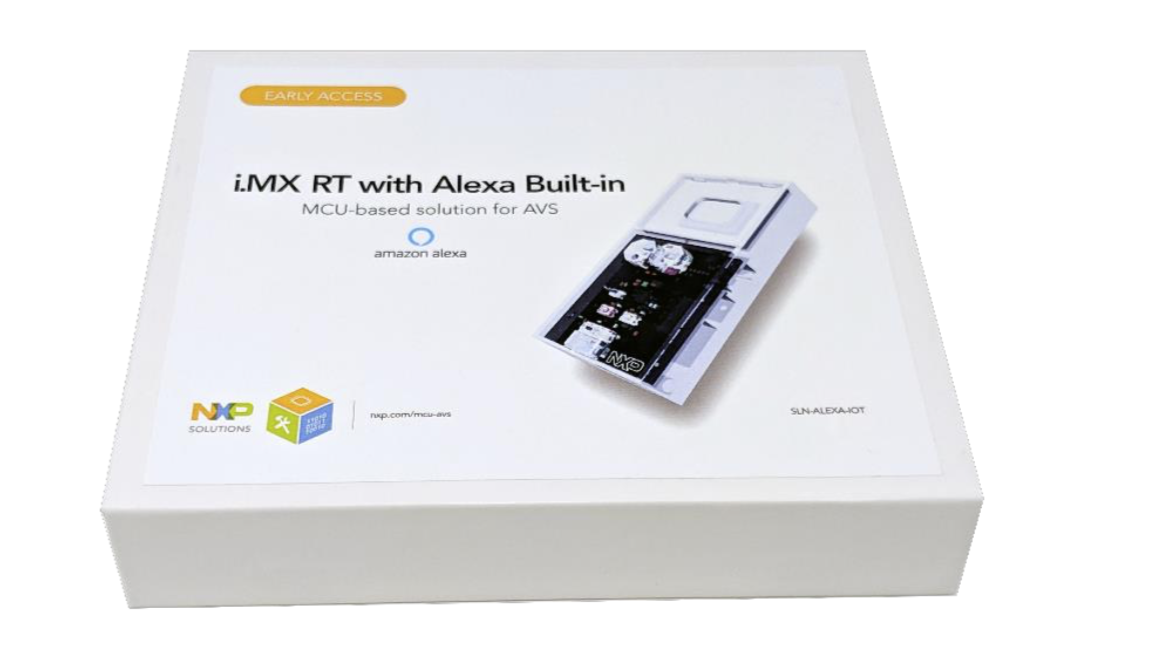 EARLY ACCESS
i.MX RT with Alexa Built-in
MCU-based solution for AVS
amazon alexa
NXP
NXP
SOLUTIONS
nxp.com/mcu-avs
SLN-ALEXA-IOT